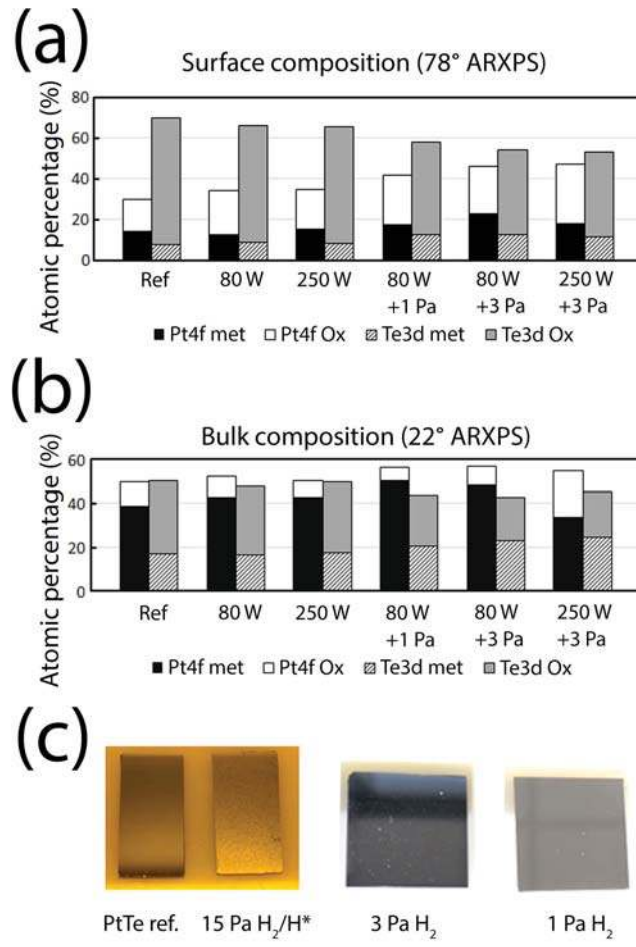 (a)
Surface composition (78° ARXPS)
Atomic percentage (%)
80
60
40
20
0
Ref 80 W 250 W 80 W 80 W 250 W
+1 Pa +3 Pa +3 Pa
Pt4f met Pt4f Ox Te3d met Te3d Ox
(b)
Bulk composition (22° ARXPS)
Atomic percentage (%)
60
40
20
0
Ref 80 W 250 W 80 W 80 W 250 W
+1 Pa +3 Pa +3 Pa
Pt4f met Pt4f Ox Te3d met Te3d Ox
(c)
PtTe ref. 15 Pa H₂/H* 3 Pa H₂ 1 Pa H₂